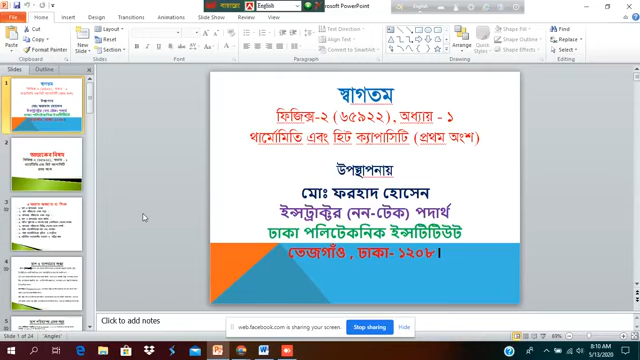 English
File
Home
Insert
Design
Transitions
Animations
Slide Show
Review
View
Paste
Cut
Copy
Format Painter
Clipboard
New Slide
Layout
Reset
Section
Slides
Font
Text Direction
Align Text
Convert to SmartArt
Paragraph
Arrange
Quick Styles
Shape Fill
Shape Outline
Shape Effects
Drawing
Find
Replace
Select
Editing
Slides
Outline
স্বাগতম
ফিজিক্স-২ (৬৫৯২২), অধ্যায় - ১
থার্মোমিতি এবং হিট ক্যাপাসিটি (প্রথম অংশ)
উপস্থাপনায়
মোঃ ফরহাদ হোসেন
ইন্সট্রাক্টর (নন-টেক) পদার্থ
ঢাকা পলিটেকনিক ইন্সটিটিউট
তেজগাঁও , ঢাকা- ১২০৮।
Click to add notes
web.facebook.com is sharing your screen.
Stop sharing
Hide
Slide 1 of 24
"Angles"
69%
8:10 AM
5/13/2020